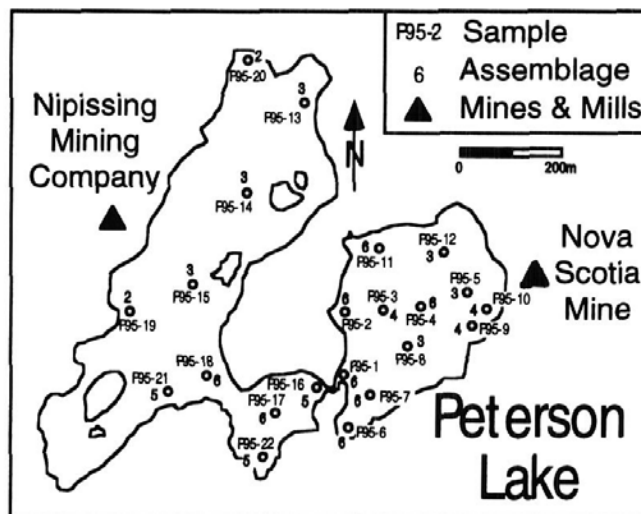 P95-2 Sample
6 Assemblage
Mines & Mills
200m
N
Nipissing
Mining
Company
Nova
Scotia
Mine
Peterson
Lake
2
P95-20
3
P95-13
3
P95-14
3
P95-15
2
P95-19
P95-18
6
P95-21
5
P95-16
5
P95-17
6
P95-22
5
6
P95-11
P95-12
3
P95-5
3
P95-10
4
P95-9
4
6
P95-2
P95-3
4
6
P95-4
3
P95-8
P95-1
6
P95-7
6
P95-6
6